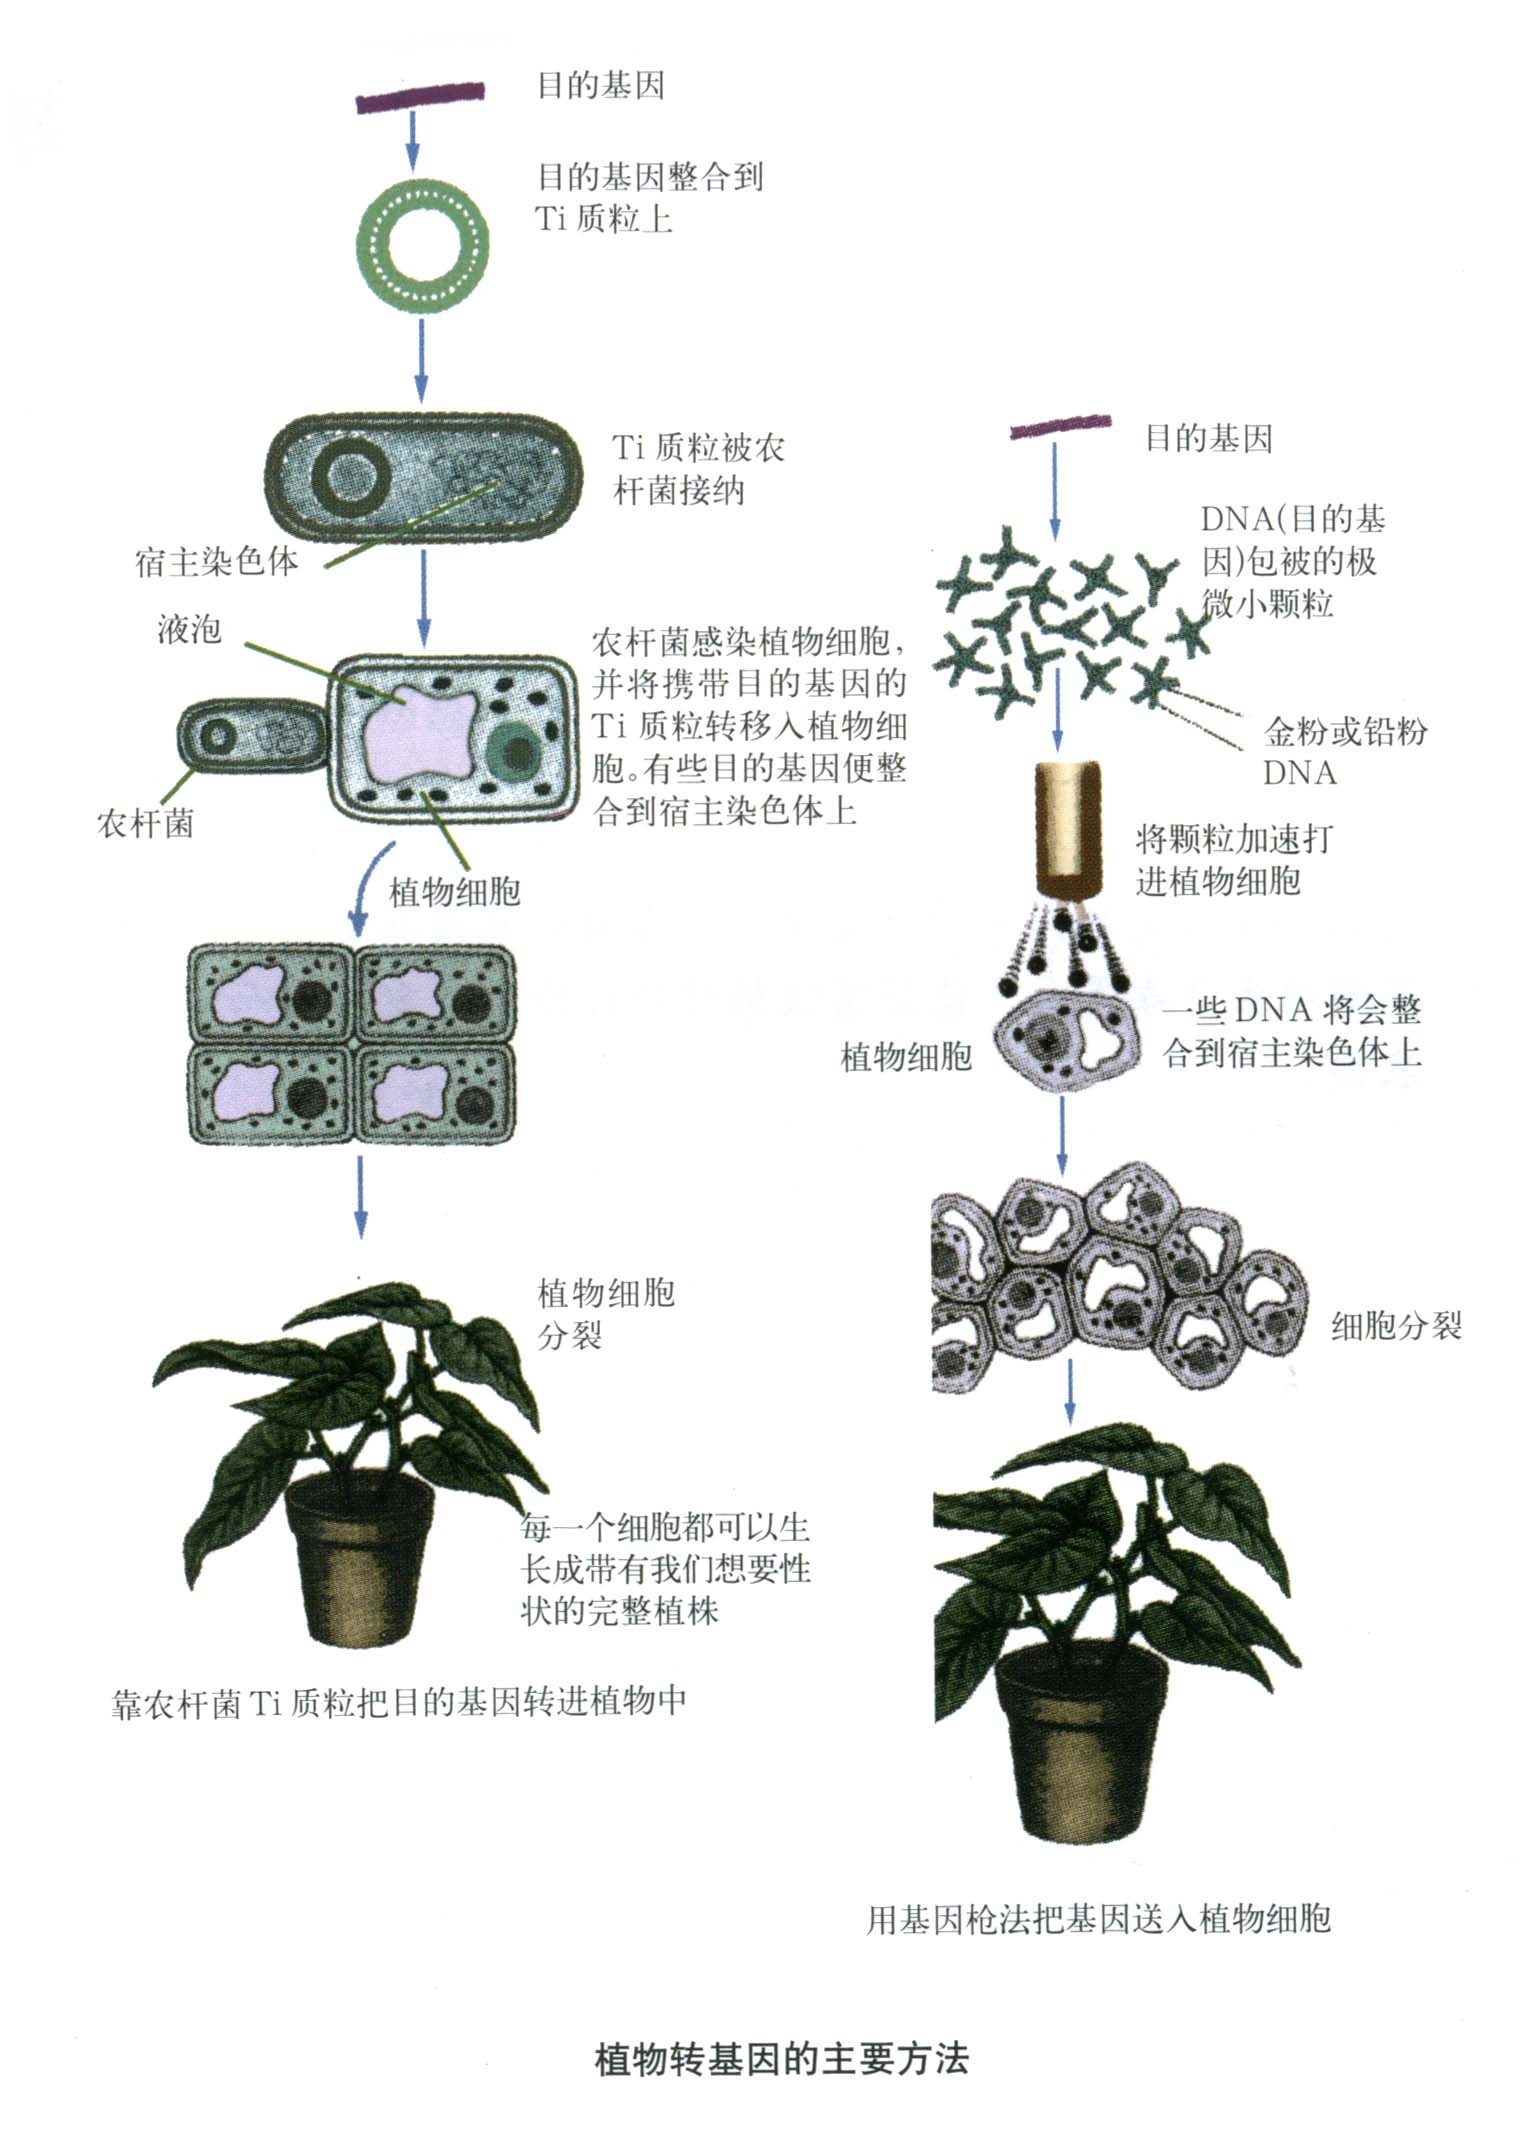 目的基因
目的基因整合到
Ti 质粒上
Ti 质粒被农
杆菌接纳
宿主染色体
液泡
农杆菌感染植物细胞，
并将携带目的基因的
Ti 质粒转移入植物细
胞。有些目的基因便整
合到宿主染色体上
农杆菌
植物细胞
植物细胞
分裂
每一个细胞都可以生
长成带有我们想要性
状的完整植株
靠农杆菌 Ti 质粒把目的基因转进植物中
目的基因
DNA(目的基
因)包被的极
微小颗粒
金粉或铅粉
DNA
将颗粒加速打
进植物细胞
植物细胞
一些 DNA 将会整
合到宿主染色体上
细胞分裂
用基因枪法把基因送入植物细胞
植物转基因的主要方法